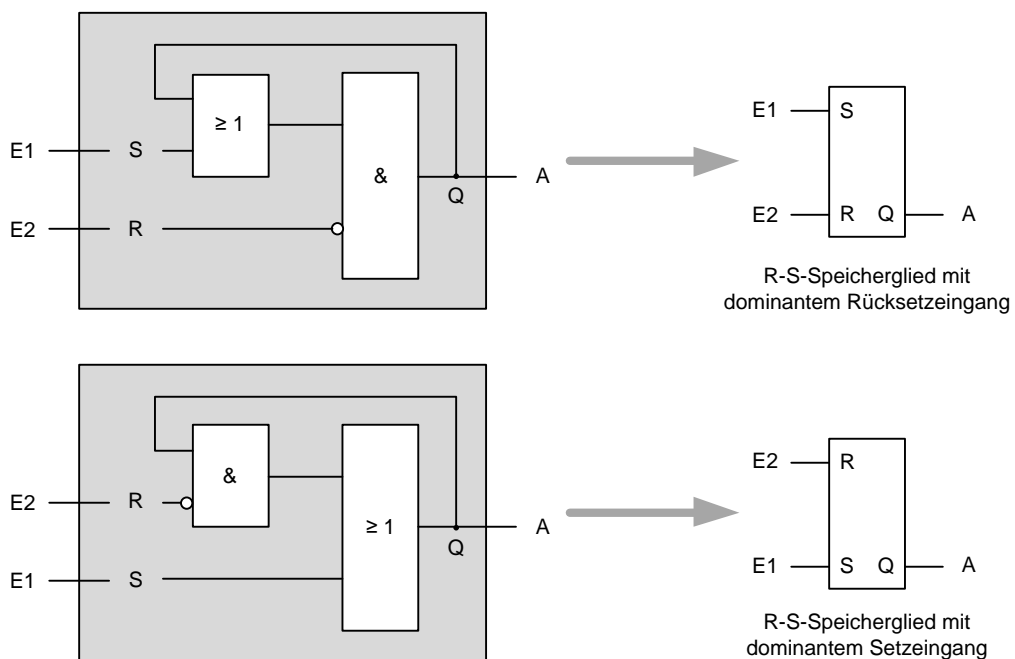 ≥ 1
&
E1 S
E2 R
Q
A
E1 S
E2 R Q A
R-S-Speicherglied mit
dominantem Rücksetzeingang
&
≥ 1
E2 R
E1 S
Q
A
E2 R
E1 S Q A
R-S-Speicherglied mit
dominantem Setzeingang